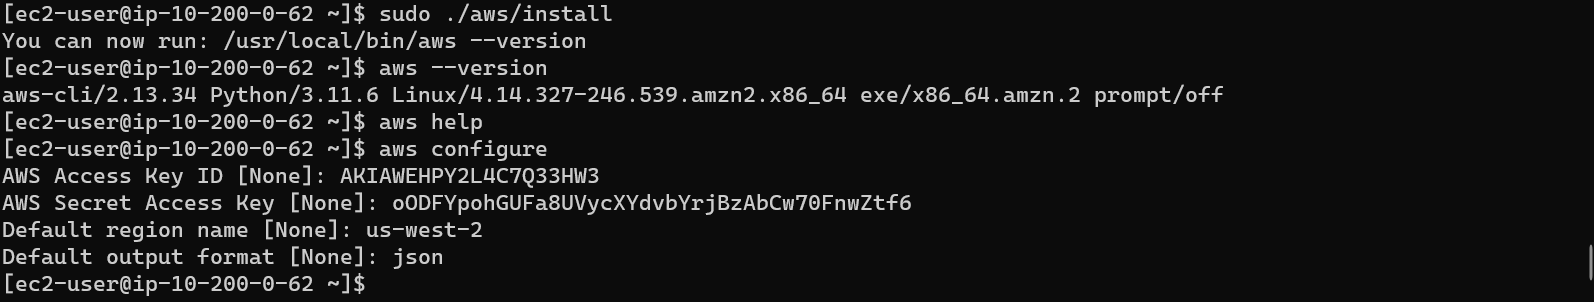 [ec2-user@ip-10-200-0-62 ~]$ sudo ./aws/install
You can now run: /usr/local/bin/aws --version
[ec2-user@ip-10-200-0-62 ~]$ aws --version
aws-cli/2.13.34 Python/3.11.6 Linux/4.14.327-246.539.amzn2.x86_64 exe/x86_64.amzn.2 prompt/off
[ec2-user@ip-10-200-0-62 ~]$ aws help
[ec2-user@ip-10-200-0-62 ~]$ aws configure
AWS Access Key ID [None]: AKIAWEHPY2L4C7Q33HW3
AWS Secret Access Key [None]: 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
Default region name [None]: us-west-2
Default output format [None]: json
[ec2-user@ip-10-200-0-62 ~]$